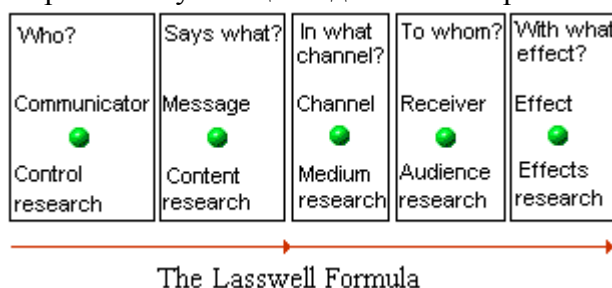 Who?
Communicator
Control
research
Says what?
Message
Content
research
In what
channel?
Channel
Medium
research
To whom?
Receiver
Audience
research
With what
effect?
Effect
Effects
research
The Lasswell Formula